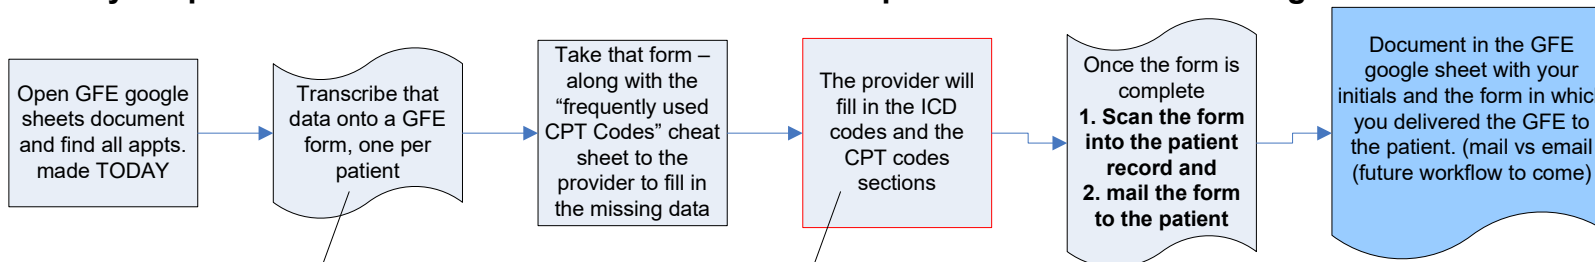 Open GFE google
sheets document
and find all appts.
made TODAY
Transcribe that
data onto a GFE
form, one per
patient
Take that form –
along with the
“frequently used
CPT Codes” cheat
sheet to the
provider to fill in
the missing data
The provider will
fill in the ICD
codes and the
CPT codes
sections
Once the form is
complete
1. Scan the form
into the patient
record and
2. mail the form
to the patient
Document in the GFE
google sheet with your
initials and the form in which
you delivered the GFE to
the patient. (mail vs email
(future workflow to come)